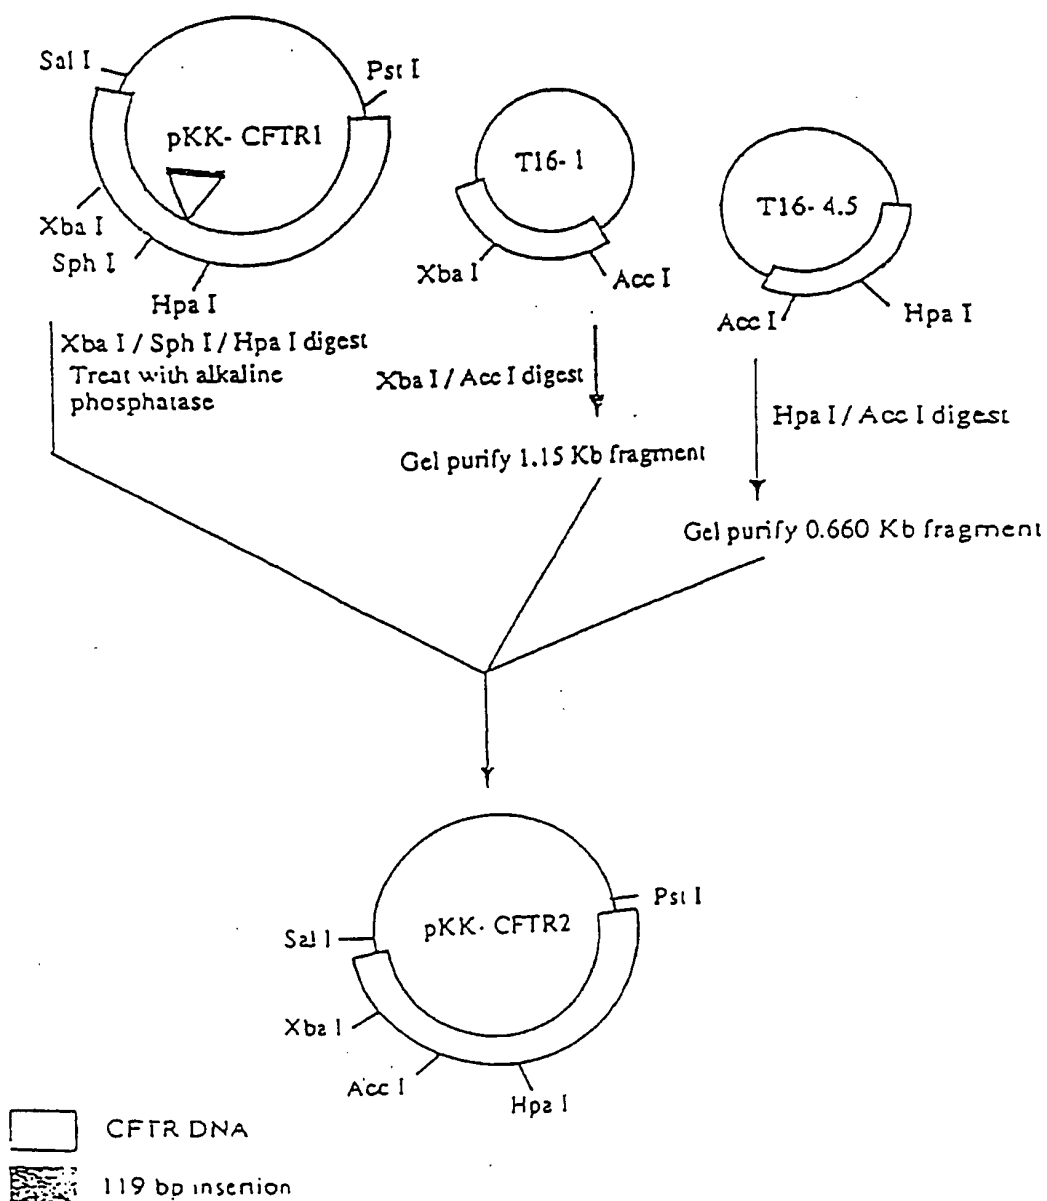 Sal I
Pst I
pKK- CFTR1
Xba I
Sph I
Hpa I
T16- 1
Xba I
Acc I
T16- 4.5
Acc I
Hpa I
Xba I / Sph I / Hpa I digest
Treat with alkaline
phosphatase
Xba I / Acc I digest
Hpa I / Acc I digest
Gel purify 1.15 Kb fragment
Gel purify 0.660 Kb fragment
Sal I
Pst I
pKK- CFTR2
Xba I
Acc I
Hpa I
CFTR DNA
119 bp insertion